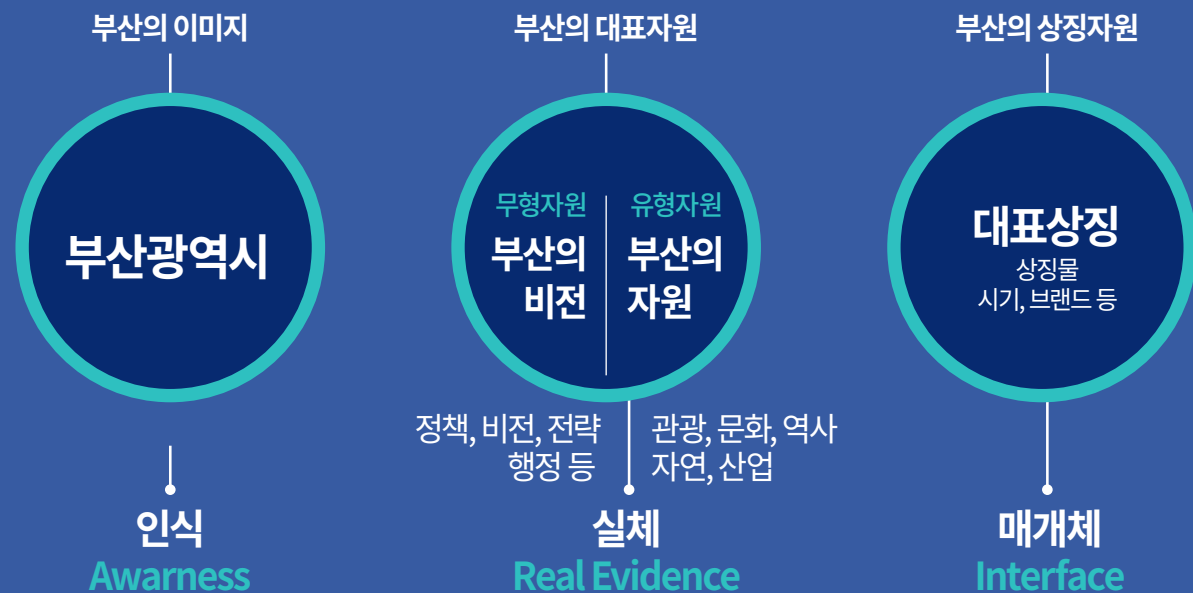 부산의 이미지
부산광역시
인식
Awarness
부산의 대표자원
무형자원
부산의
비전
유형자원
부산의
자원
정책, 비전, 전략
행정 등
관광, 문화, 역사
자연, 산업
실체
Real Evidence
부산의 상징자원
대표상징
상징물
시기, 브랜드 등
매개체
Interface